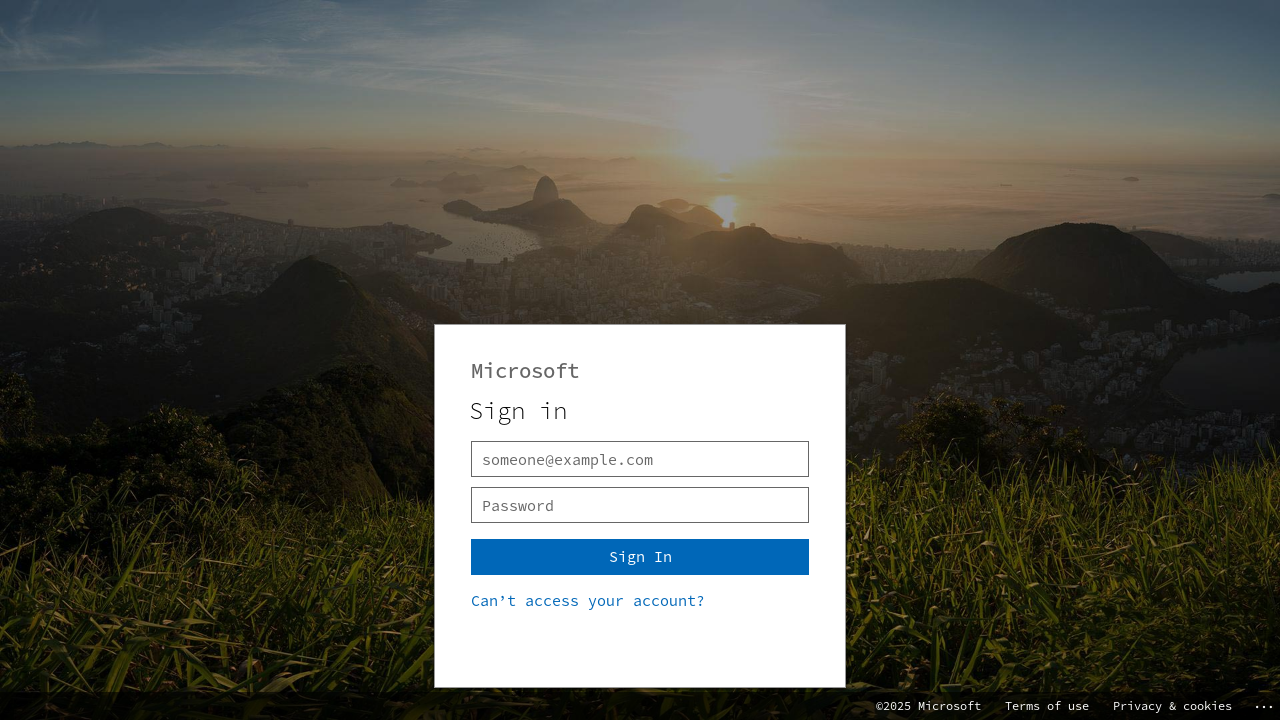 Microsoft
Sign in
someone@example.com
Password
Sign In
Can’t access your account?
©2025 Microsoft Terms of use Privacy & cookies ...